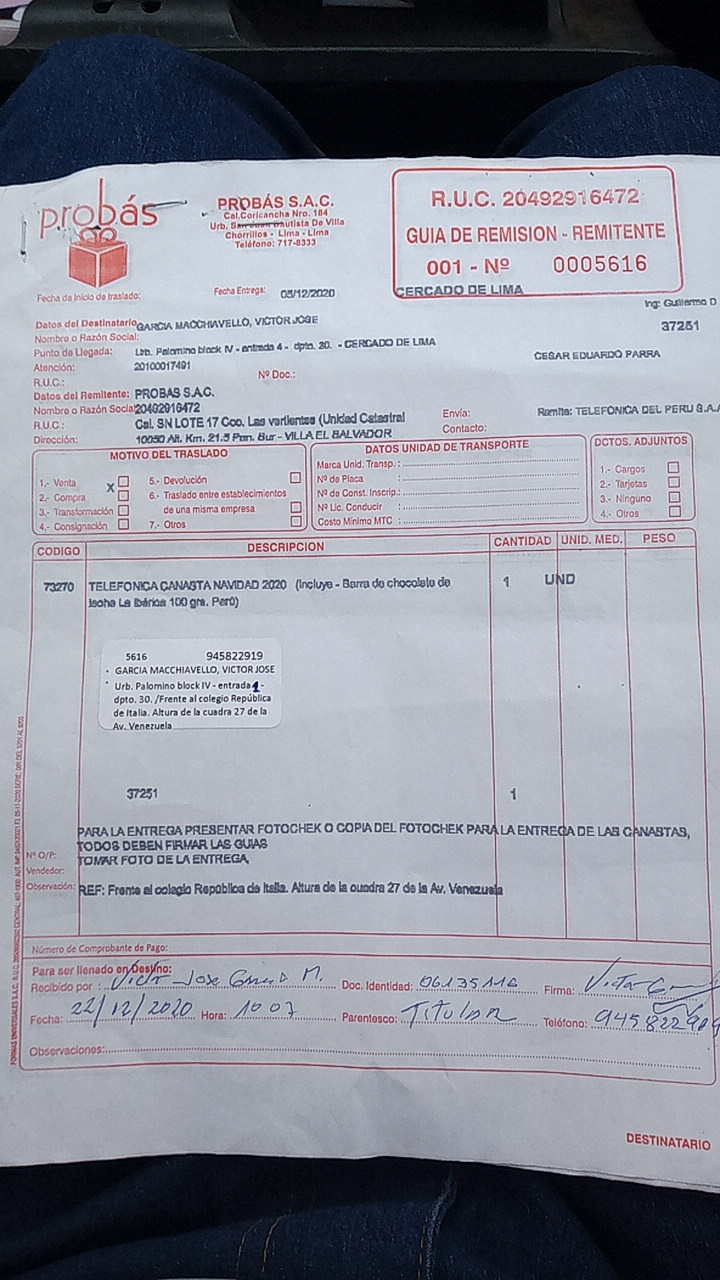 probás
PROBÁS S.A.C.
Cal.Coricancha Nro. 184
Urb. San Juan Bautista De Villa
Chorrillos - Lima - Lima
Teléfono: 717-8333
R.U.C. 20492916472
GUIA DE REMISION - REMITENTE
001 - Nº 0005616
CERCADO DE LIMA
Fecha de Inicio de traslado:
Fecha Entrega: 05/12/2020
Ing: Guillermo D
37251
Datos del Destinatario GARCIA MACCHIAVELLO, VICTOR JOSE
Nombre o Razón Social:
Punto de Llegada: Urb. Palomino block IV - entrada 4 - dpto. 30. - CERCADO DE LIMA
Atención: 20100017491
CESAR EDUARDO PARRA
R.U.C.: Nº Doc.:
Datos del Remitente: PROBAS S.A.C.
Nombre o Razón Social 20492916472
R.U.C.: Cal. SN LOTE 17 Coo. Las vertientes (Unidad Catastral
Dirección: 10050 Alt. Km. 21.5 Pan. Sur - VILLA EL SALVADOR
Envía: Remite: TELEFONICA DEL PERU S.A.A
Contacto:
MOTIVO DEL TRASLADO
1.- Venta X
2.- Compra
3.- Transformación
4.- Consignación
5.- Devolución
6.- Traslado entre establecimientos
de una misma empresa
7.- Otros
DATOS UNIDAD DE TRANSPORTE
Marca Unid. Transp. :
Nº de Placa :
Nº de Const. Inscrip.:
Nº Lic. Conducir :
Costo Mínimo MTC :
DCTOS. ADJUNTOS
1.- Cargos
2.- Tarjetas
3.- Ninguno
4.- Otros
CODIGO DESCRIPCION CANTIDAD UNID. MED. PESO
73270 TELEFONICA CANASTA NAVIDAD 2020 (Incluye - Barra de chocolate de 1 UND
leche La Ibérica 100 grs. Perú)
5616 945822919
- GARCIA MACCHIAVELLO, VICTOR JOSE
Urb. Palomino block IV - entrada 4 -
dpto. 30. /Frente al colegio República
de Italia. Altura de la cuadra 27 de la
Av. Venezuela
37251 1
PARA LA ENTREGA PRESENTAR FOTOCHEK O COPIA DEL FOTOCHEK PARA LA ENTREGA DE LAS CANASTAS,
TODOS DEBEN FIRMAR LAS GUIAS
TOMAR FOTO DE LA ENTREGA,
Nº O/P:
Vendedor:
Observación: REF: Frente al colegio República de Italia. Altura de la cuadra 27 de la Av. Venezuela
Número de Comprobante de Pago:
Para ser llenado en Destino:
Recibido por : Victor Jose Garcia M. Doc. Identidad: 06135116 Firma: Victor
Fecha: 22/12/2020 Hora: 10 07 Parentesco: TITULAR Teléfono: 945822909
Observaciones:
DESTINATARIO